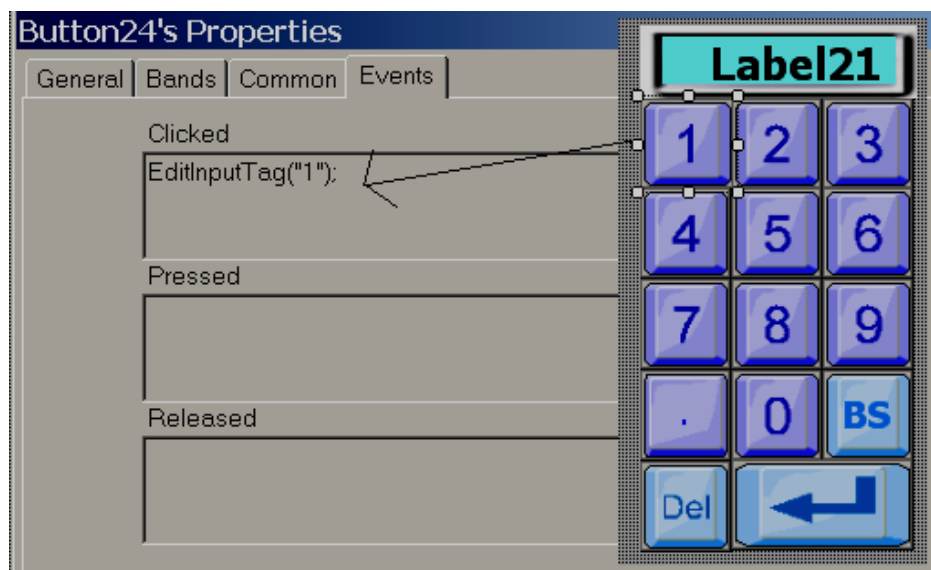 Button24's Properties
General Bands Common Events
Clicked
EditInputTag("1");
Pressed
Released
Label21
1 2 3
4 5 6
7 8 9
. 0 BS
Del